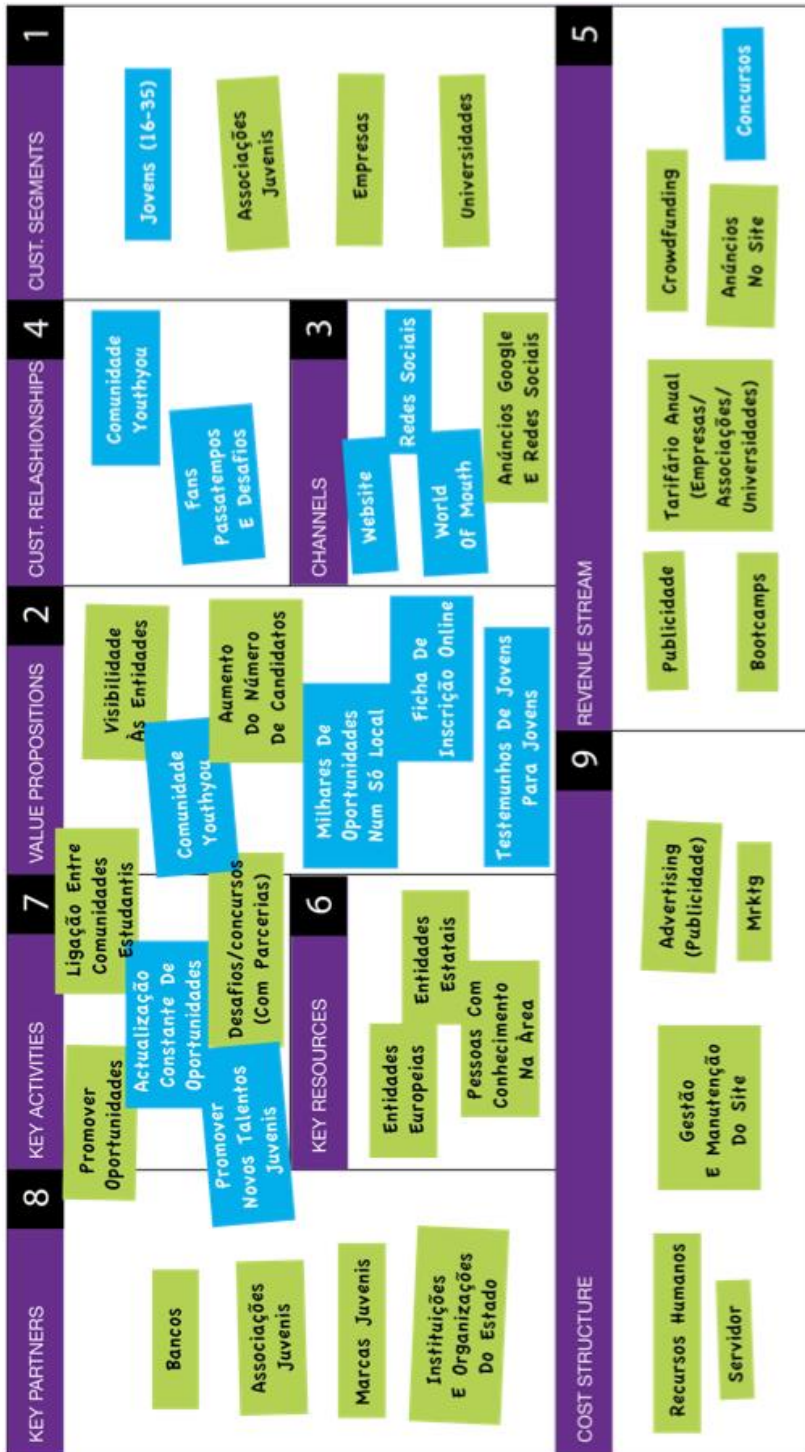 KEY PARTNERS
8
Bancos
Associações
Juvenis
Marcas Juvenis
Instituições
E Organizações
Do Estado
KEY ACTIVITIES
7
Promover
Oportunidades
Ligação Entre
Comunidades
Estudantis
Actualização
Constante De
Oportunidades
Promover
Novos Talentos
Juvenis
Desafios/concursos
(Com Parcerias)
KEY RESOURCES
6
Entidades
Europeias
Entidades
Estatais
Pessoas Com
Conhecimento
Na Àrea
VALUE PROPOSITIONS
2
Visibilidade
Às Entidades
Comunidade
Youthyou
Aumento
Do Número
De Candidatos
Milhares De
Oportunidades
Num Só Local
Ficha De
Inscrição Online
Testemunhos De Jovens
Para Jovens
CUST. RELASHIONSHIPS
4
Comunidade
Youthyou
Fans
Passatempos
E Desafios
CHANNELS
3
Website
Redes Sociais
World
Of Mouth
Anúncios Google
E Redes Sociais
CUST. SEGMENTS
1
Jovens (16-35)
Associações
Juvenis
Empresas
Universidades
COST STRUCTURE
9
Recursos Humanos
Servidor
Gestão
E Manutenção
Do Site
Advertising
(Publicidade)
Mrktg
REVENUE STREAM
5
Publicidade
Bootcamps
Tarifário Anual
(Empresas/
Associações/
Universidades)
Crowdfunding
Anúncios
No Site
Concursos